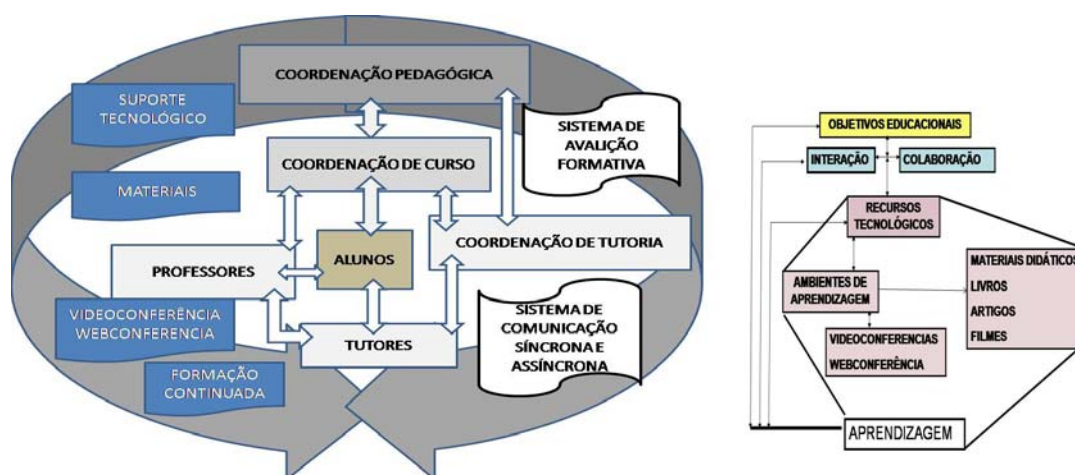 COORDENAÇÃO PEDAGÓGICA
SUPORTE
TECNOLÓGICO
SISTEMA DE
AVALIÇÃO
FORMATIVA
COORDENAÇÃO DE CURSO
MATERIAIS
COORDENAÇÃO DE TUTORIA
PROFESSORES
ALUNOS
VIDEOCONFERÊNCIA
WEBCONFERENCIA
SISTEMA DE
COMUNICAÇÃO
SÍNCRONA E
ASSÍNCRONA
TUTORES
FORMAÇÃO
CONTINUADA
OBJETIVOS EDUCACIONAIS
INTERAÇÃO
COLABORAÇÃO
RECURSOS
TECNOLÓGICOS
MATERIAIS DIDÁTICOS
LIVROS
ARTIGOS
FILMES
AMBIENTES DE
APRENDIZAGEM
VIDEOCONFERENCIAS
WEBCONFERÊNCIA
APRENDIZAGEM